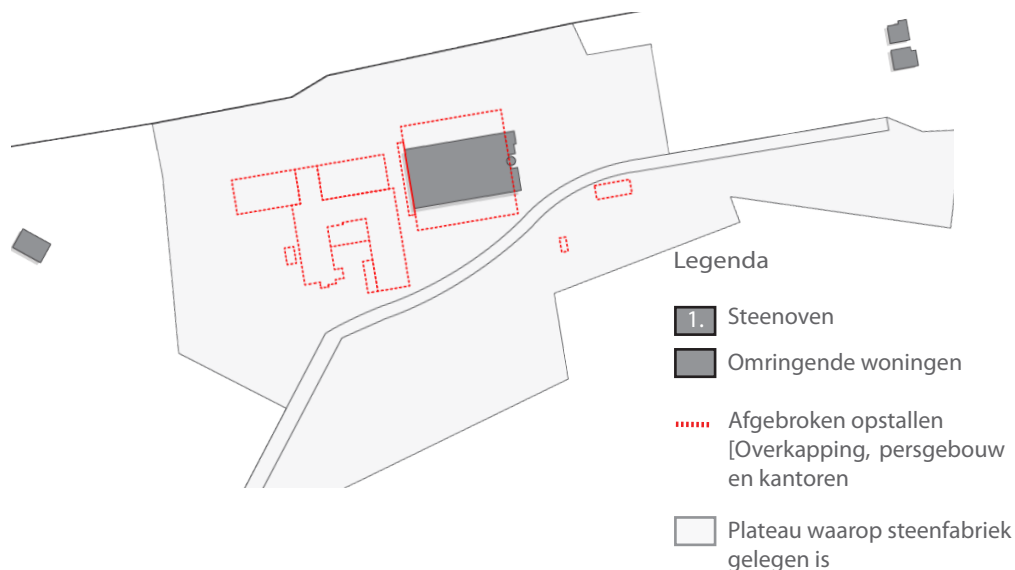 Legenda
1. Steenoven
Omringende woningen
Afgebroken opstallen
[Overkapping, persgebouw
en kantoren
Plateau waarop steenfabriek
gelegen is